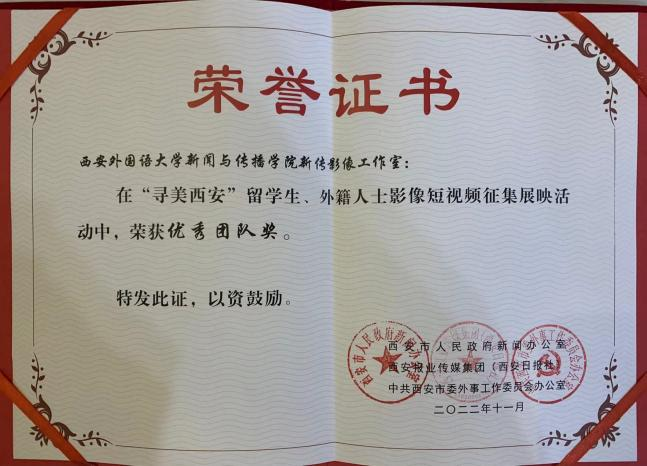 荣誉证书
西安外国语大学新闻与传播学院新传影像工作室：
在“寻美西安”留学生、外籍人士影像短视频征集展映活
动中，荣获优秀团队奖。
特发此证，以资鼓励。
西安市人民政府新闻办公室
西安报业传媒集团（西安日报社）
中共西安市委外事工作委员会办公室
二〇二二年十一月